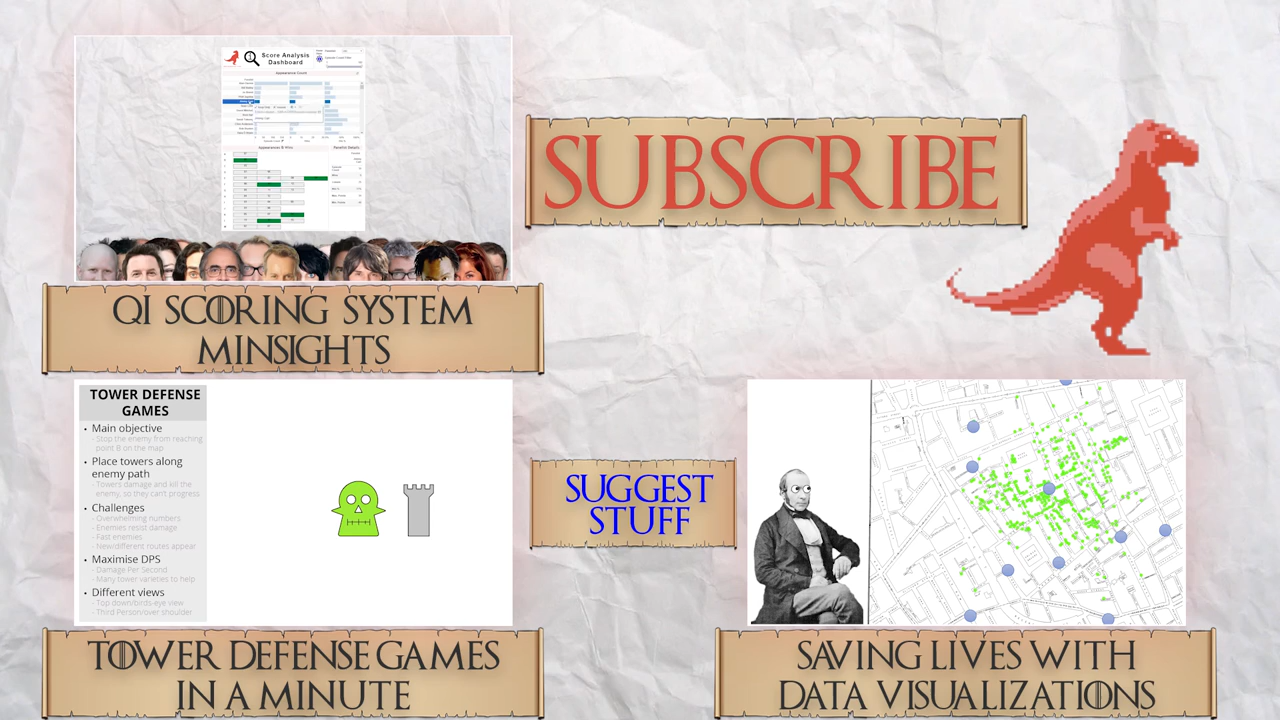 Score Analysis
Dashboard
Appearance Count
Appearances & Wins
SUBSCRIBE
QI SCORING SYSTEM
MINSIGHTS
TOWER DEFENSE
GAMES
• Main objective
- Stop the enemy from reaching
point B on the map
• Place towers along
enemy path
- Towers damage and kill the
enemy, so they can't progress
• Challenges
- Overwhelming numbers
- Enemies resist damage
- Fast enemies
- New/different routes appear
• Maximise DPS
- Damage Per Second
- Many tower varieties to help
• Different views
- Top down/birds-eye view
- Third Person/over shoulder
SUGGEST
STUFF
TOWER DEFENSE GAMES
IN A MINUTE
SAVING LIVES WITH
DATA VISUALIZATIONS